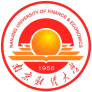 NANJING UNIVERSITY OF FINANCE & ECONOMICS
1956
南京财经大学